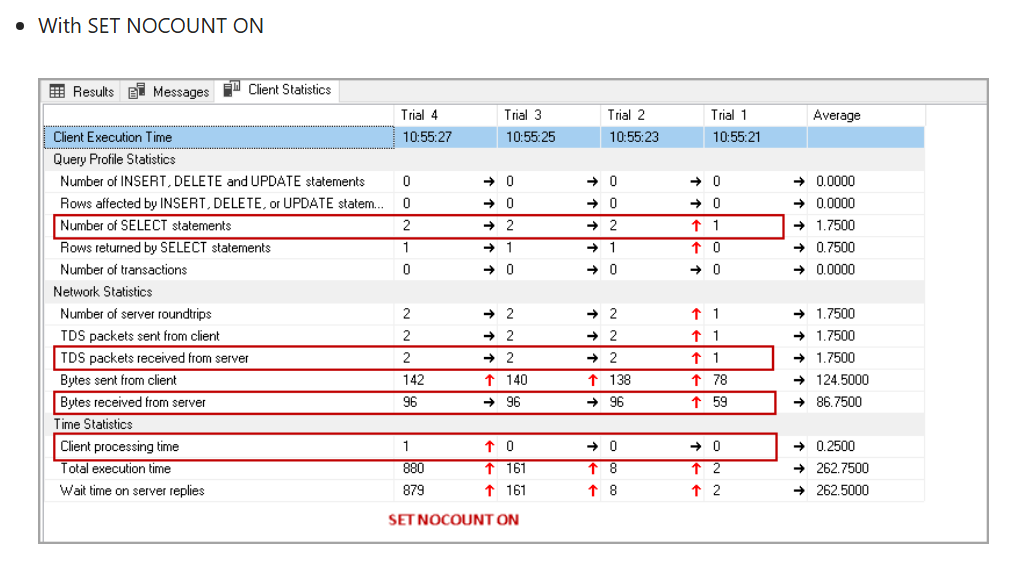 With SET NOCOUNT ON
Results Messages Client Statistics
Trial 4 Trial 3 Trial 2 Trial 1 Average
Client Execution Time 10:55:27 10:55:25 10:55:23 10:55:21
Query Profile Statistics
Number of INSERT, DELETE and UPDATE statements 0 → 0 → 0 → 0 → 0.0000
Rows affected by INSERT, DELETE, or UPDATE statem... 0 → 0 → 0 → 0 → 0.0000
Number of SELECT statements 2 → 2 → 2 ↑ 1 → 1.7500
Rows returned by SELECT statements 1 → 1 → 1 ↑ 0 → 0.7500
Number of transactions 0 → 0 → 0 → 0 → 0.0000
Network Statistics
Number of server roundtrips 2 → 2 → 2 ↑ 1 → 1.7500
TDS packets sent from client 2 → 2 → 2 ↑ 1 → 1.7500
TDS packets received from server 2 → 2 → 2 ↑ 1 → 1.7500
Bytes sent from client 142 ↑ 140 ↑ 138 ↑ 78 → 124.5000
Bytes received from server 96 → 96 → 96 ↑ 59 → 86.7500
Time Statistics
Client processing time 1 ↑ 0 → 0 → 0 → 0.2500
Total execution time 880 ↑ 161 ↑ 8 ↑ 2 → 262.7500
Wait time on server replies 879 ↑ 161 ↑ 8 ↑ 2 → 262.5000
SET NOCOUNT ON